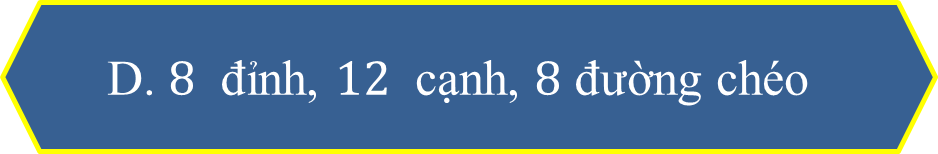 D. 8 đỉnh, 12 cạnh, 8 đường chéo